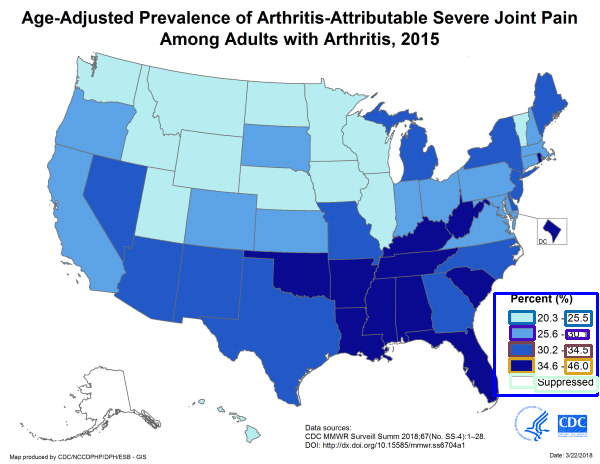 Age-Adjusted Prevalence of Arthritis-Attributable Severe Joint Pain
Among Adults with Arthritis, 2015
DC
Percent (%)
20.3 - 25.5
25.6 - 30.1
30.2 - 34.5
34.6 - 46.0
Suppressed
Data sources:
CDC MMWR Surveill Summ 2018;67(No. SS-4):1–28.
DOI: http://dx.doi.org/10.15585/mmwr.ss6704a1
CDC
Map produced by CDC/NCCDPHP/DPH/ESB - GIS
Date: 3/22/2018